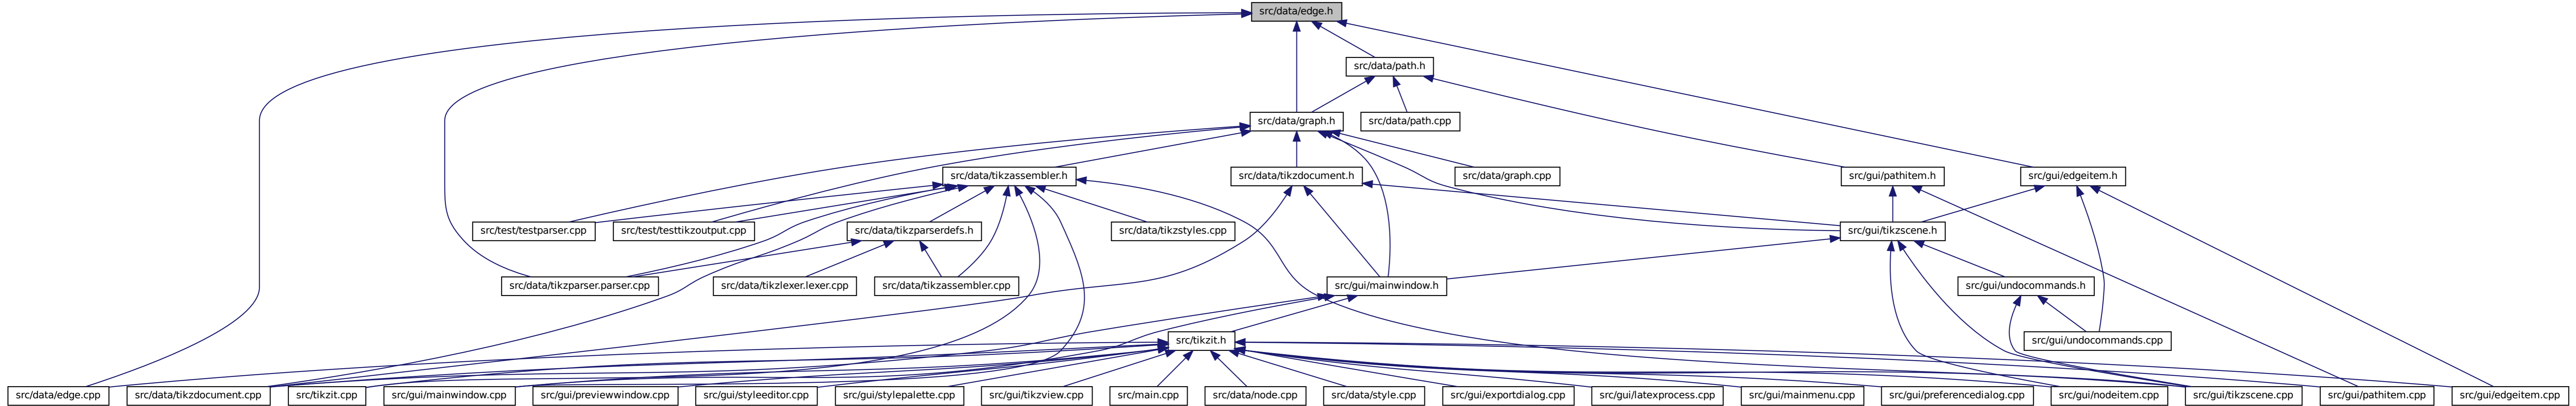 src/data/edge.h
src/data/path.h
src/data/graph.h
src/data/path.cpp
src/data/tikzassembler.h
src/data/tikzdocument.h
src/data/graph.cpp
src/gui/pathitem.h
src/gui/edgeitem.h
src/test/testparser.cpp
src/test/testtikzoutput.cpp
src/data/tikzparserdefs.h
src/data/tikzstyles.cpp
src/gui/tikzscene.h
src/data/tikzparser.parser.cpp
src/data/tikzlexer.lexer.cpp
src/data/tikzassembler.cpp
src/gui/mainwindow.h
src/gui/undocommands.h
src/tikzit.h
src/gui/undocommands.cpp
src/data/edge.cpp
src/data/tikzdocument.cpp
src/tikzit.cpp
src/gui/mainwindow.cpp
src/gui/previewwindow.cpp
src/gui/styleeditor.cpp
src/gui/stylepalette.cpp
src/gui/tikzview.cpp
src/main.cpp
src/data/node.cpp
src/data/style.cpp
src/gui/exportdialog.cpp
src/gui/latexprocess.cpp
src/gui/mainmenu.cpp
src/gui/preferencedialog.cpp
src/gui/nodeitem.cpp
src/gui/tikzscene.cpp
src/gui/pathitem.cpp
src/gui/edgeitem.cpp